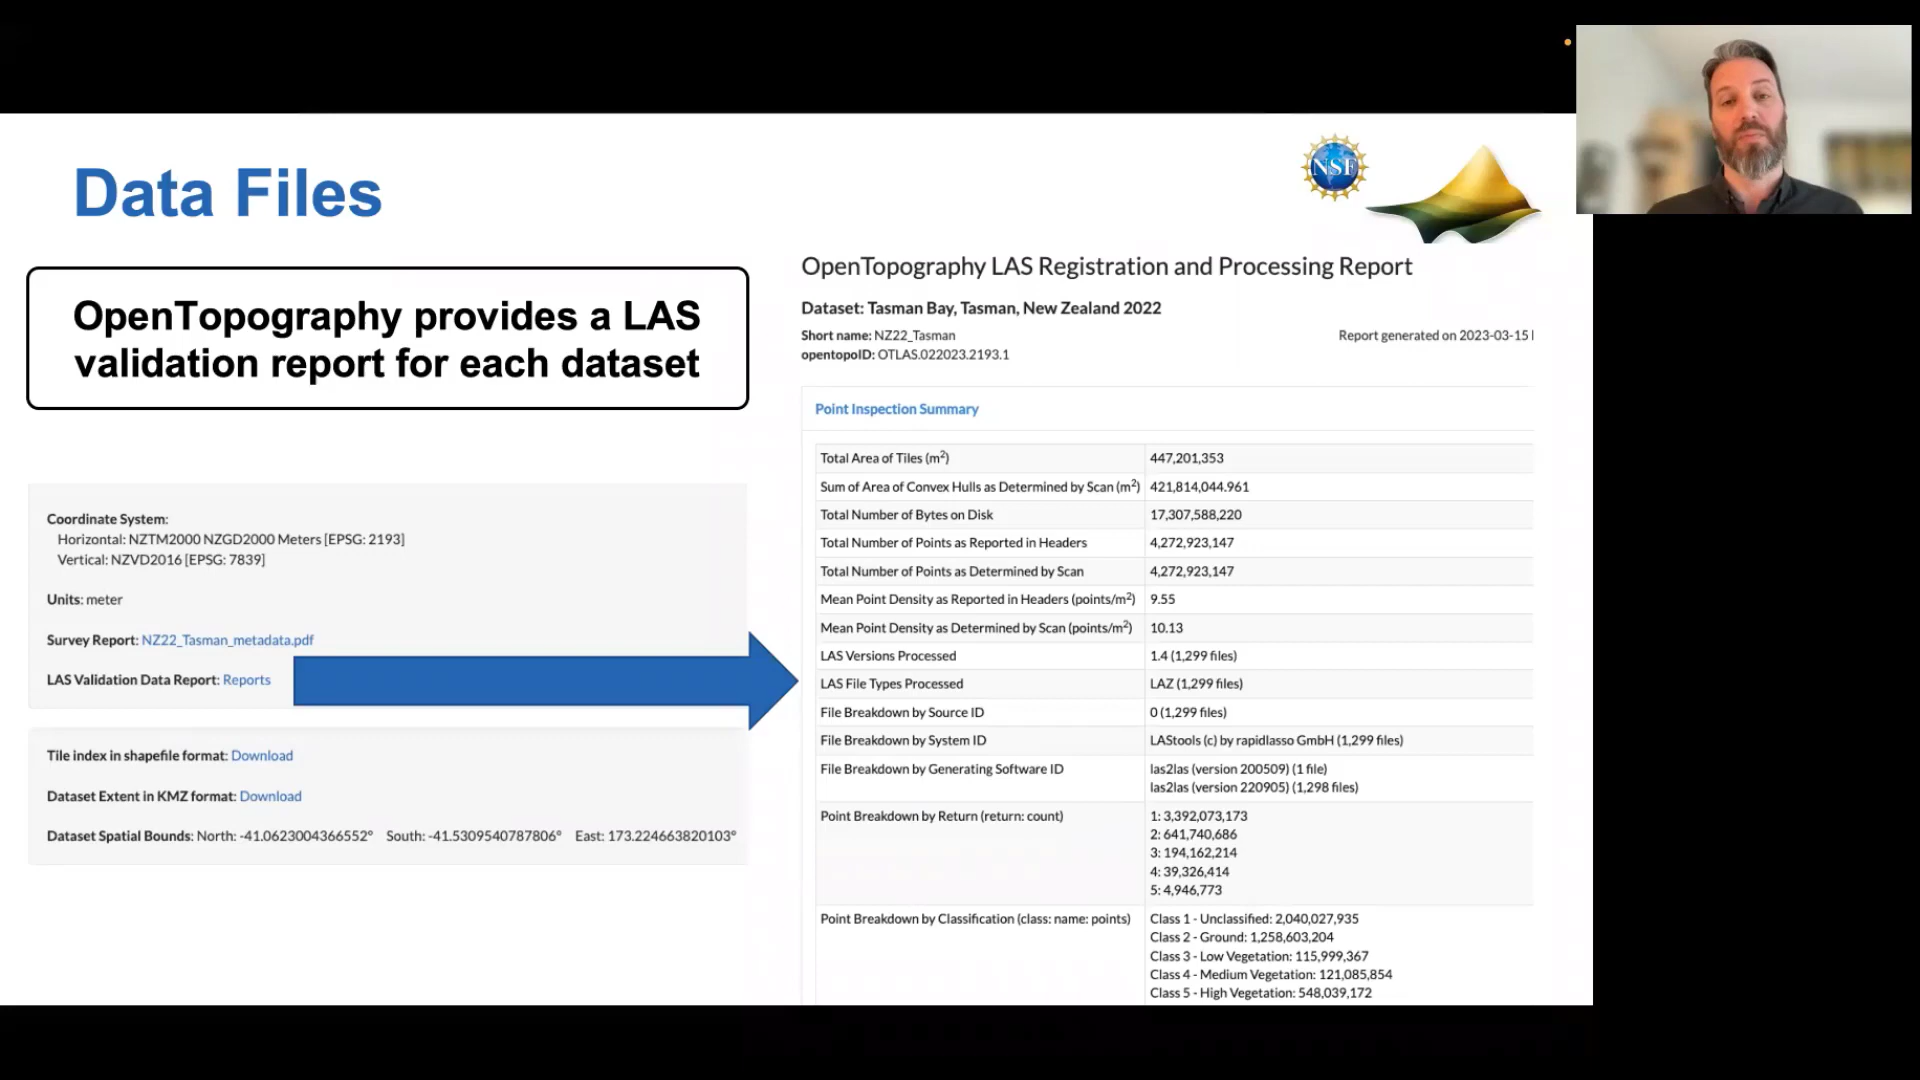 NSF
Data Files
OpenTopography provides a LAS
validation report for each dataset
Coordinate System:
Horizontal: NZTM2000 NZGD2000 Meters [EPSG: 2193]
Vertical: NZVD2016 [EPSG: 7839]
Units: meter
Survey Report: NZ22_Tasman_metadata.pdf
LAS Validation Data Report: Reports
Tile index in shapefile format: Download
Dataset Extent in KMZ format: Download
Dataset Spatial Bounds: North: -41.0623004366552° South: -41.5309540787806° East: 173.224663820103°
OpenTopography LAS Registration and Processing Report
Dataset: Tasman Bay, Tasman, New Zealand 2022
Short name: NZ22_Tasman Report generated on 2023-03-15
opentopoID: OTLAS.022023.2193.1
Point Inspection Summary
Total Area of Tiles (m²) 447,201,353
Sum of Area of Convex Hulls as Determined by Scan (m²) 421,814,044.961
Total Number of Bytes on Disk 17,307,588,220
Total Number of Points as Reported in Headers 4,272,923,147
Total Number of Points as Determined by Scan 4,272,923,147
Mean Point Density as Reported in Headers (points/m²) 9.55
Mean Point Density as Determined by Scan (points/m²) 10.13
LAS Versions Processed 1.4 (1,299 files)
LAS File Types Processed LAZ (1,299 files)
File Breakdown by Source ID 0 (1,299 files)
File Breakdown by System ID LAStools (c) by rapidlasso GmbH (1,299 files)
File Breakdown by Generating Software ID las2las (version 200509) (1 file)
las2las (version 220905) (1,298 files)
Point Breakdown by Return (return: count) 1: 3,392,073,173
2: 641,740,686
3: 194,162,214
4: 39,326,414
5: 4,946,773
Point Breakdown by Classification (class: name: points) Class 1 - Unclassified: 2,040,027,935
Class 2 - Ground: 1,258,603,204
Class 3 - Low Vegetation: 115,999,367
Class 4 - Medium Vegetation: 121,085,854
Class 5 - High Vegetation: 548,039,172